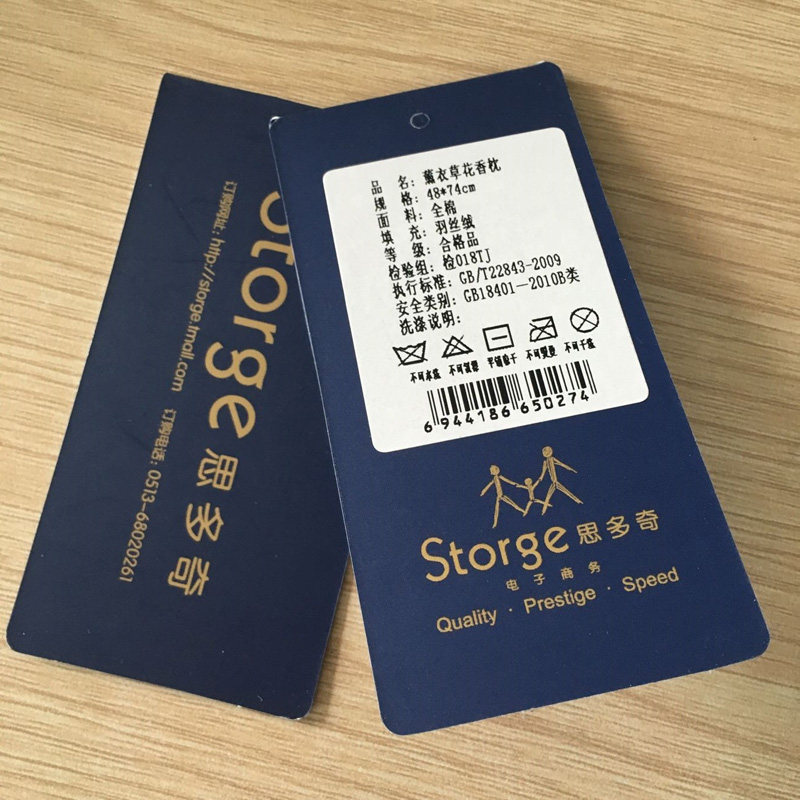 Storge思多奇
订购网址: http://storge.tmall.com 订购电话: 0513-68020261
品 名: 薰衣草花香枕
规 格: 48*74cm
面 料: 全棉
填 充: 羽丝绒
等 级: 合格品
检验组: 检018TJ
执行标准: GB/T22843-2009
安全类别: GB18401—2010B类
洗涤说明:
不可水洗 不可氯漂 平铺晾干 不可熨烫 不可干洗
6 944186 650274
Storge思多奇
电子商务
Quality · Prestige · Speed